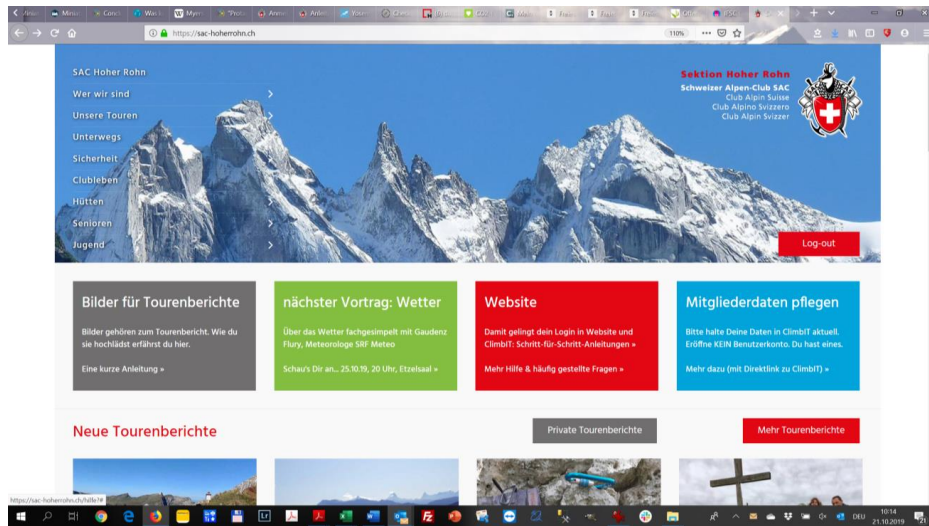 https://sac-hoherrohn.ch
110%
SAC Hoher Rohn
Wer wir sind
Unsere Touren
Unterwegs
Sicherheit
Clubleben
Hütten
Senioren
Jugend
Sektion Hoher Rohn
Schweizer Alpen-Club SAC
Club Alpin Suisse
Club Alpino Svizzero
Club Alpin Svizzer
Log-out
Bilder für Tourenberichte
Bilder gehören zum Tourenbericht. Wie du
sie hochlädst erfährst du hier.
Eine kurze Anleitung »
nächster Vortrag: Wetter
Über das Wetter fachgesimpelt mit Gaudenz
Flury, Meteorologe SRF Meteo
Schau's Dir an... 25.10.19, 20 Uhr, Etzelsaal »
Website
Damit gelingt dein Login in Website und
ClimbIT: Schritt-für-Schritt-Anleitungen »
Mehr Hilfe & häufig gestellte Fragen »
Mitgliederdaten pflegen
Bitte halte Deine Daten in ClimbIT aktuell.
Eröffne KEIN Benutzerkonto. Du hast eines.
Mehr dazu (mit Direktlink zu ClimbIT) »
Neue Tourenberichte
Private Tourenberichte
Mehr Tourenberichte
https://sac-hoherrohn.ch/hilfe?#
DEU
10:14
21.10.2019